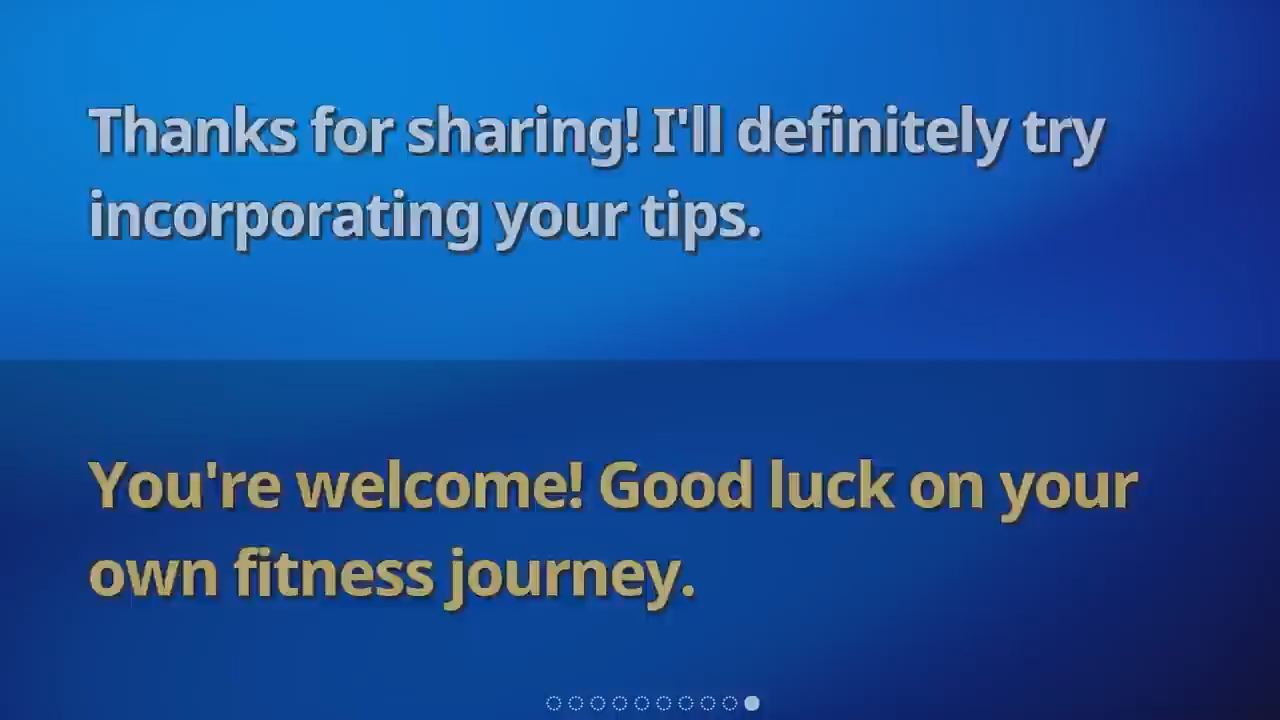 Thanks for sharing! I'll definitely try
incorporating your tips.
You're welcome! Good luck on your
own fitness journey.